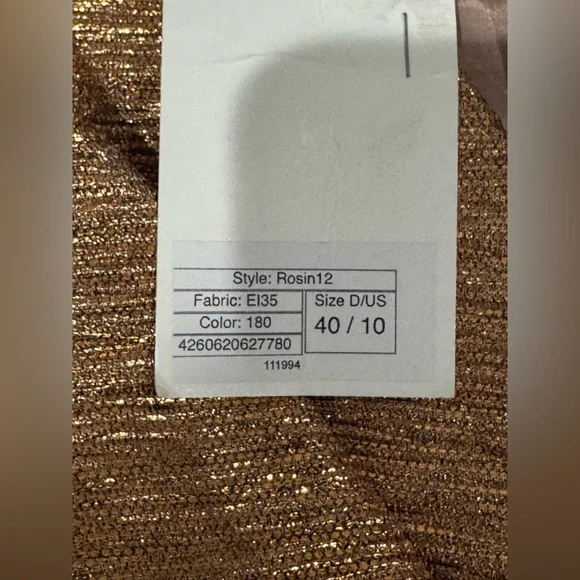 Style: Rosin12
Fabric: EI35
Size D/US
Color: 180
40 / 10
4260620627780
111994